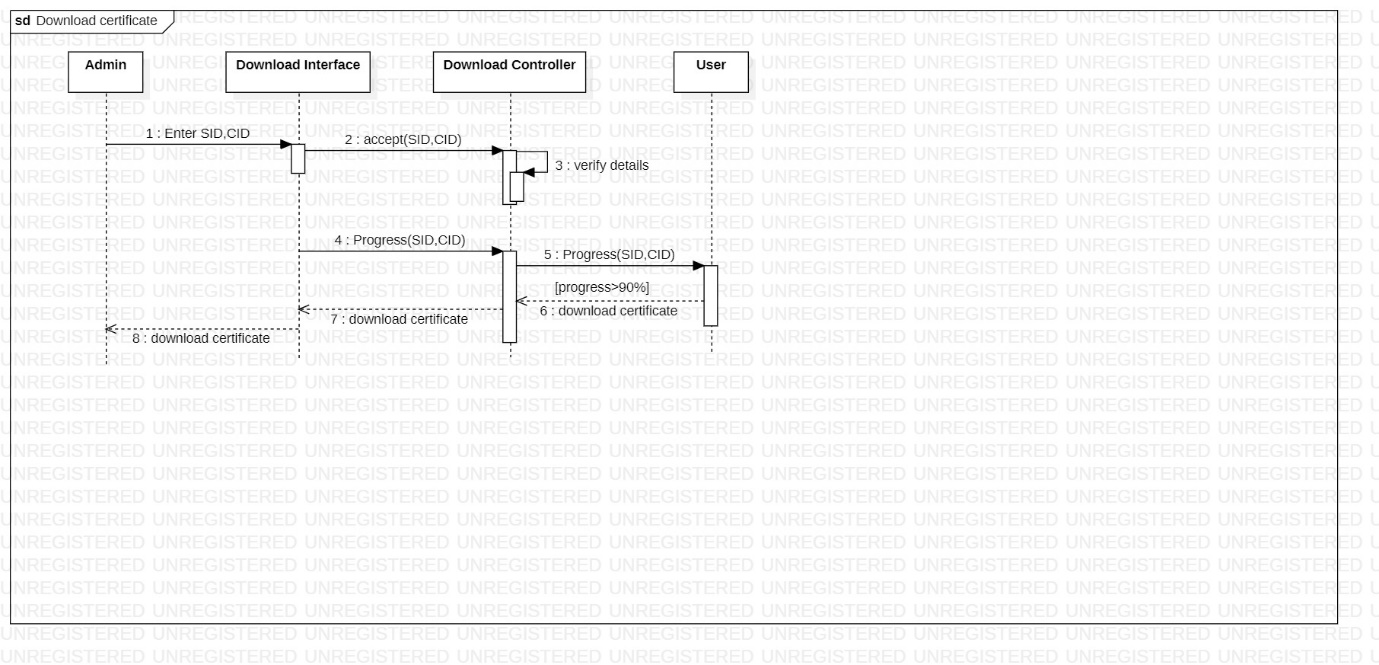 sd Download certificate
Admin
Download Interface
Download Controller
User
1 : Enter SID,CID
2 : accept(SID,CID)
3 : verify details
4 : Progress(SID,CID)
5 : Progress(SID,CID)
[progress>90%]
6 : download certificate
7 : download certificate
8 : download certificate
UNREGISTERED